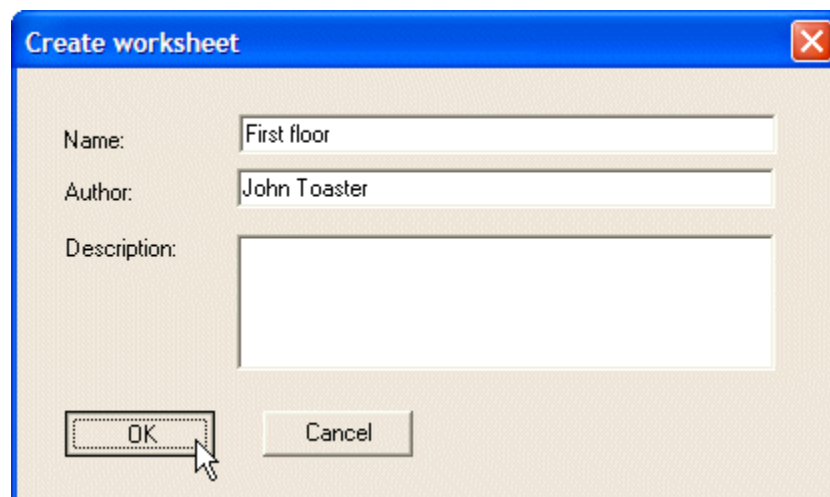 Create worksheet
Name: First floor
Author: John Toaster
Description:
OK Cancel